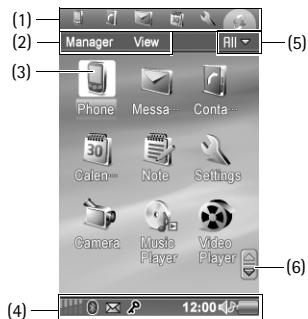 (1)
(2) Manager View All (5)
(3)
Phone Messa... Conta...
30
Calen... Note Settings
Camera Music Player Video Player
(6)
(4) 12:00